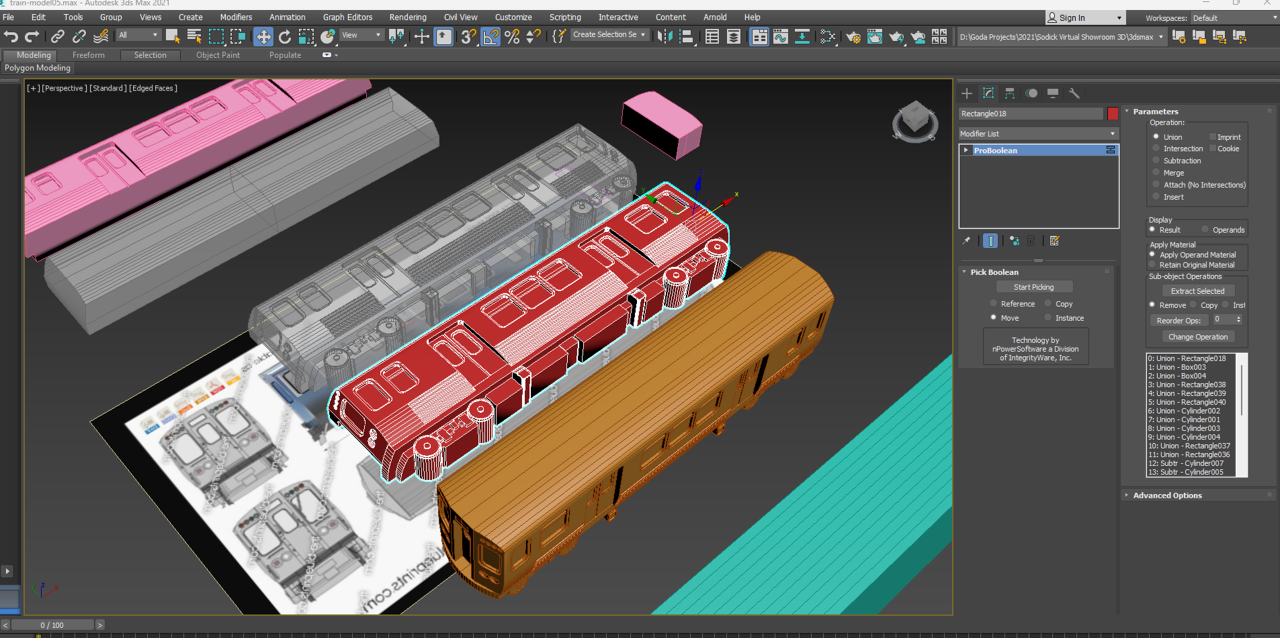 train-model05.max - Autodesk 3ds Max 2021
File Edit Tools Group Views Create Modifiers Animation Graph Editors Rendering Civil View Customize Scripting Interactive Content Arnold Help
Sign In Workspaces: Default
All View Create Selection Se D:\Goda Projects\2021\Sodick Virtual Showroom 3D\3dsmax
Modeling Freeform Selection Object Paint Populate
Polygon Modeling
[+] [Perspective ] [Standard ] [Edged Faces ]
x
Rectangle018
Modifier List
ProBoolean
Pick Boolean
Start Picking
Reference Copy
Move Instance
Technology by
nPowerSoftware a Division
of IntegrityWare, Inc.
Parameters
Operation:
Union Imprint
Intersection Cookie
Subtraction
Merge
Attach (No Intersections)
Insert
Display
Result Operands
Apply Material
Apply Operand Material
Retain Original Material
Sub-object Operations
Extract Selected
Remove Copy Inst
Reorder Ops: 0
Change Operation
0: Union - Rectangle018
1: Union - Box003
2: Union - Box004
3: Union - Rectangle038
4: Union - Rectangle039
5: Union - Rectangle040
6: Union - Cylinder002
7: Union - Cylinder001
8: Union - Cylinder003
9: Union - Cylinder004
10: Union - Rectangle037
11: Union - Rectangle036
12: Subtr - Cylinder007
13: Subtr - Cylinder005
Advanced Options
< 0 / 100 >